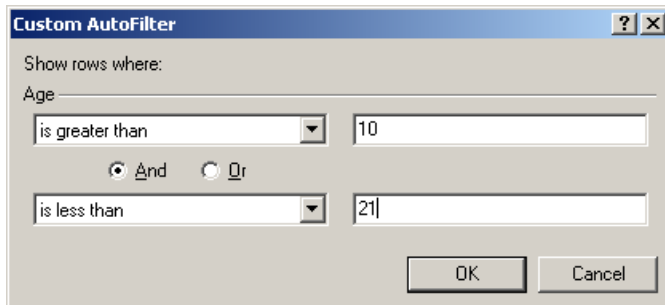 Custom AutoFilter ? X
Show rows where:
Age
is greater than 10
And Or
is less than 21
OK Cancel